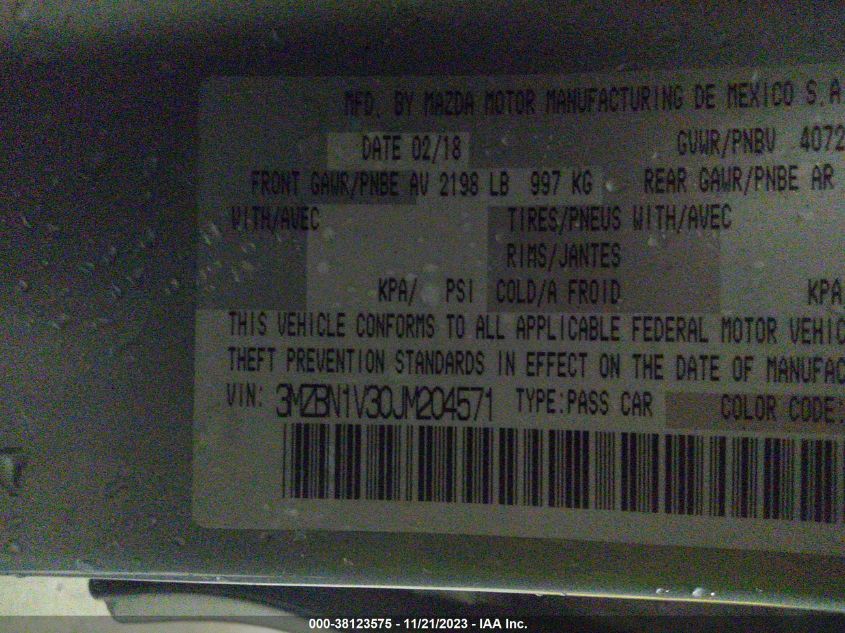 MFD. BY MAZDA MOTOR MANUFACTURING DE MEXICO S.A
DATE 02/18 GVWR/PNBV 4072
FRONT GAWR/PNBE AV 2198 LB 997 KG REAR GAWR/PNBE AR
WITH/AVEC TIRES/PNEUS WITH/AVEC
RIMS/JANTES
KPA/ PSI COLD/A FROID KPA
THIS VEHICLE CONFORMS TO ALL APPLICABLE FEDERAL MOTOR VEHIC
THEFT PREVENTION STANDARDS IN EFFECT ON THE DATE OF MANUFAC
VIN: 3MZBN1V30JM204571 TYPE:PASS CAR COLOR CODE:
000-38123575 - 11/21/2023 - IAA Inc.